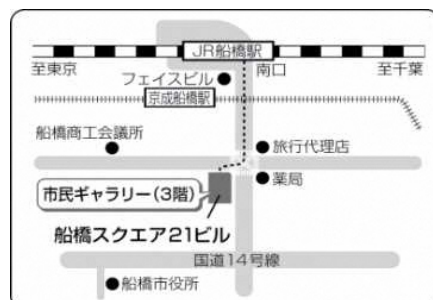 JR船橋駅
至東京
南口
至千葉
フェイスビル
京成船橋駅
船橋商工会議所
旅行代理店
薬局
市民ギャラリー(3階)
船橋スクエア21ビル
国道14号線
船橋市役所